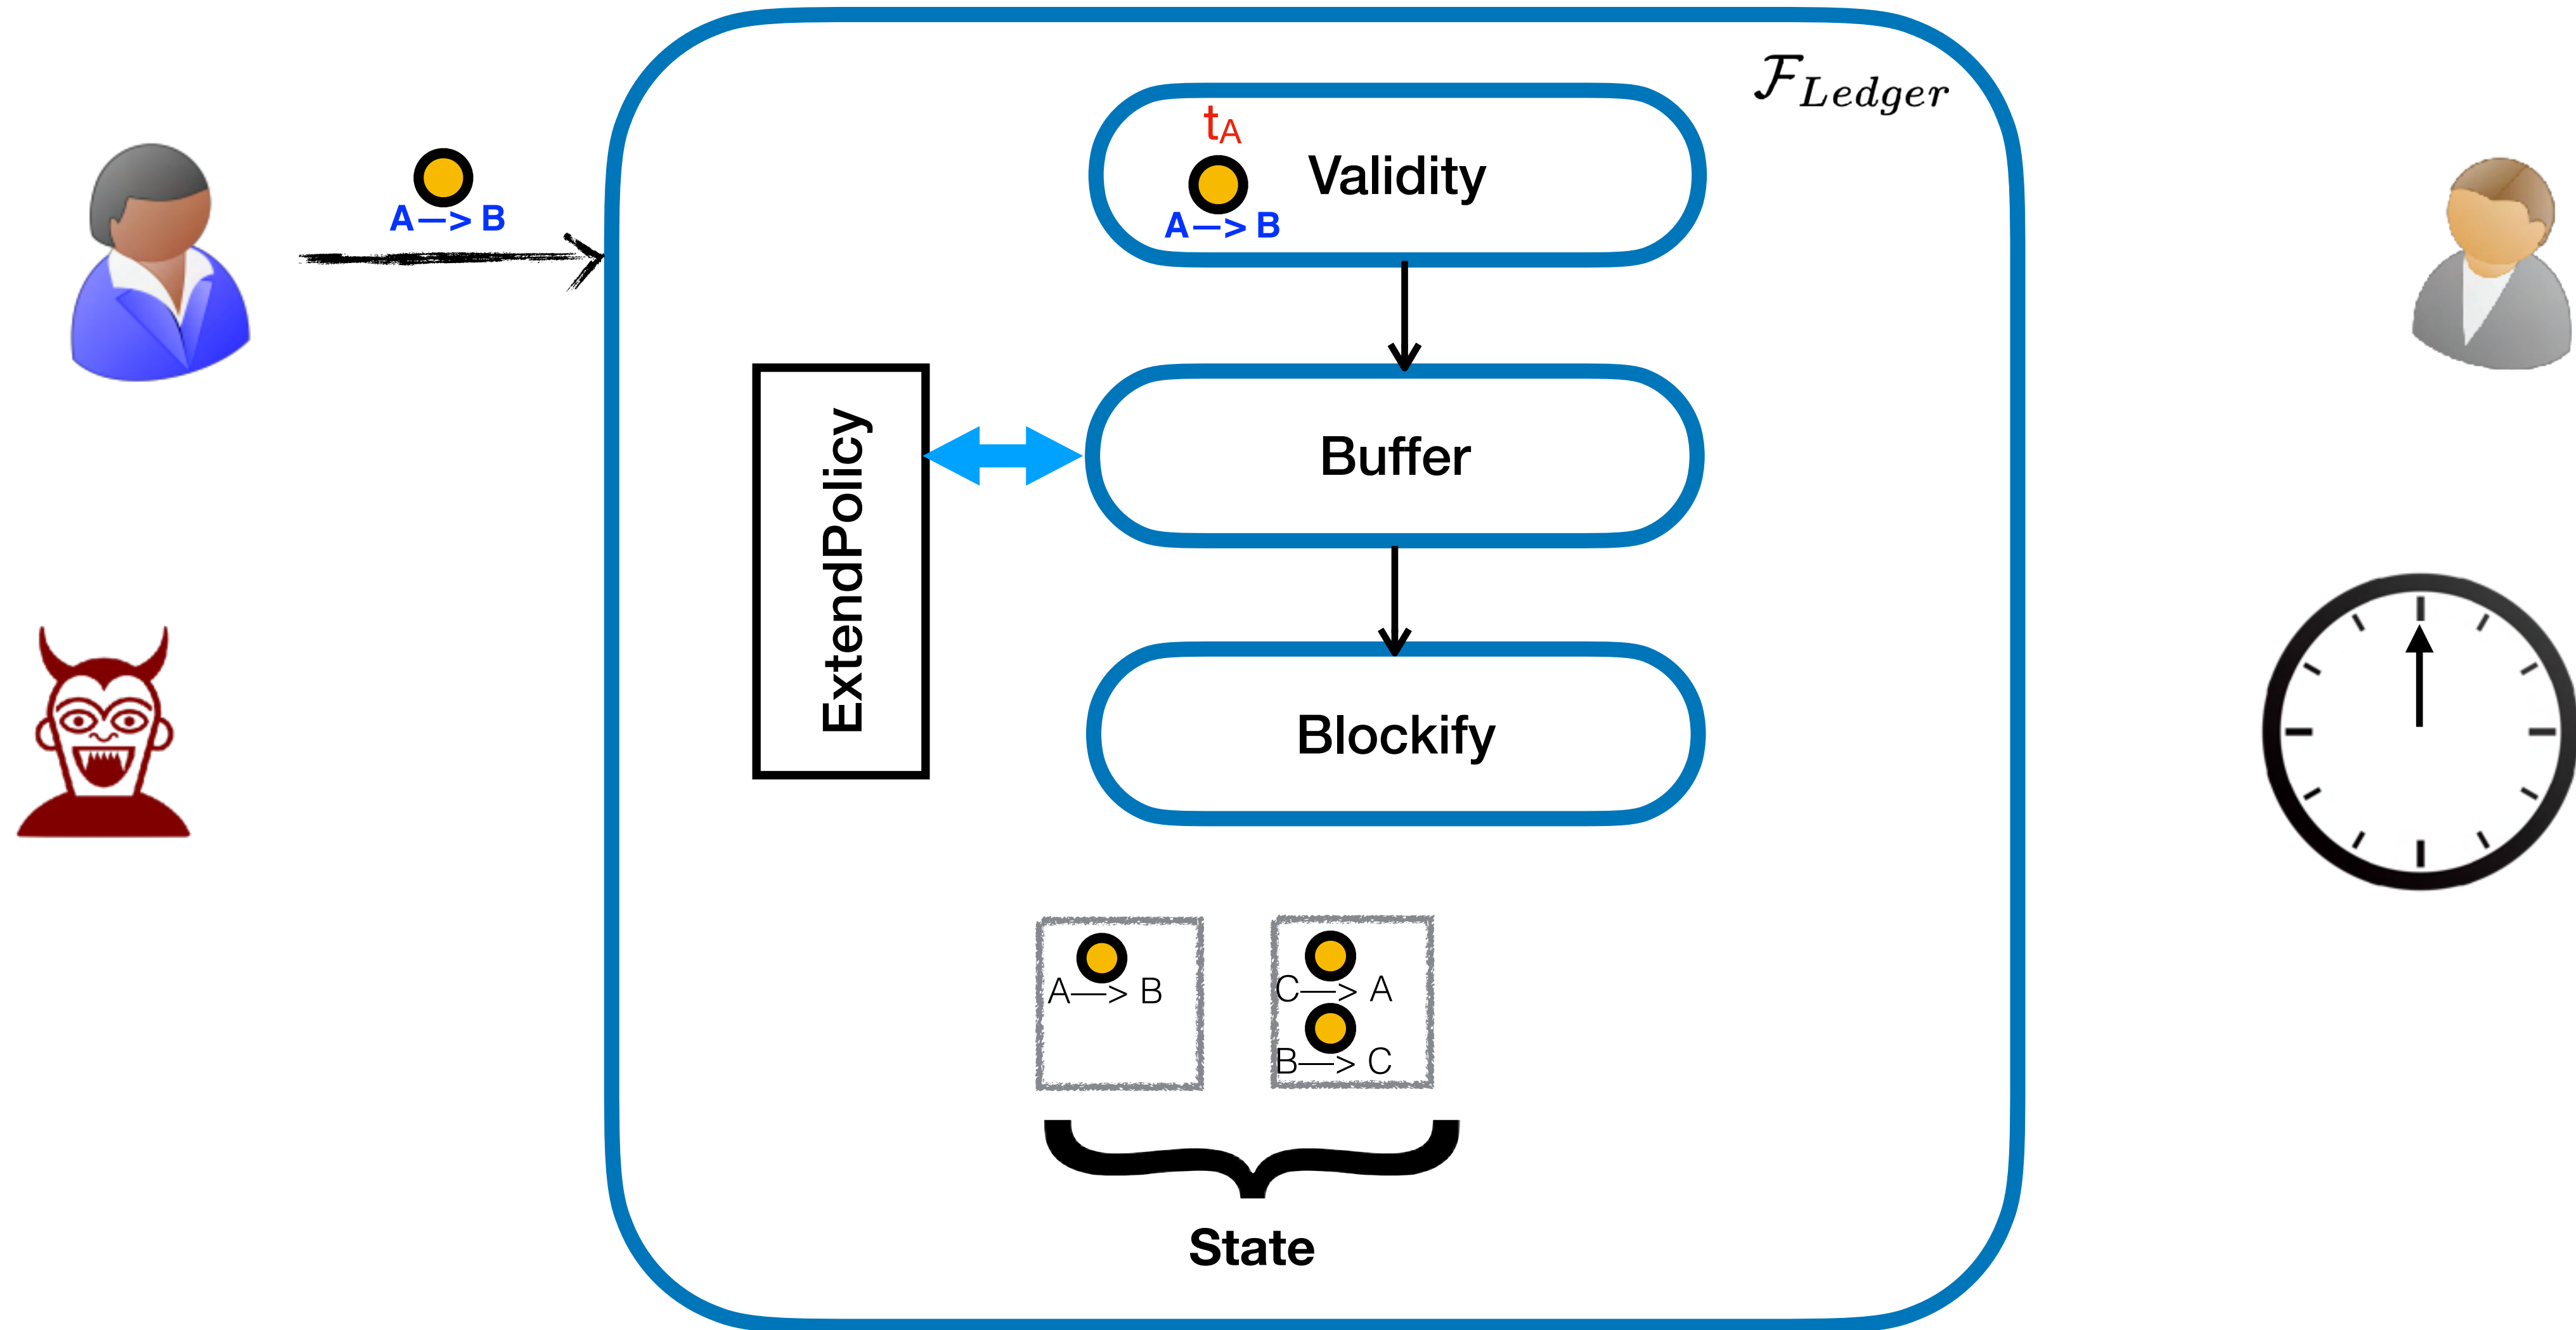 F_Ledger
t_A
A—> B
Validity
A—> B
ExtendPolicy
Buffer
Blockify
A—> B
C—> A
B—> C
State